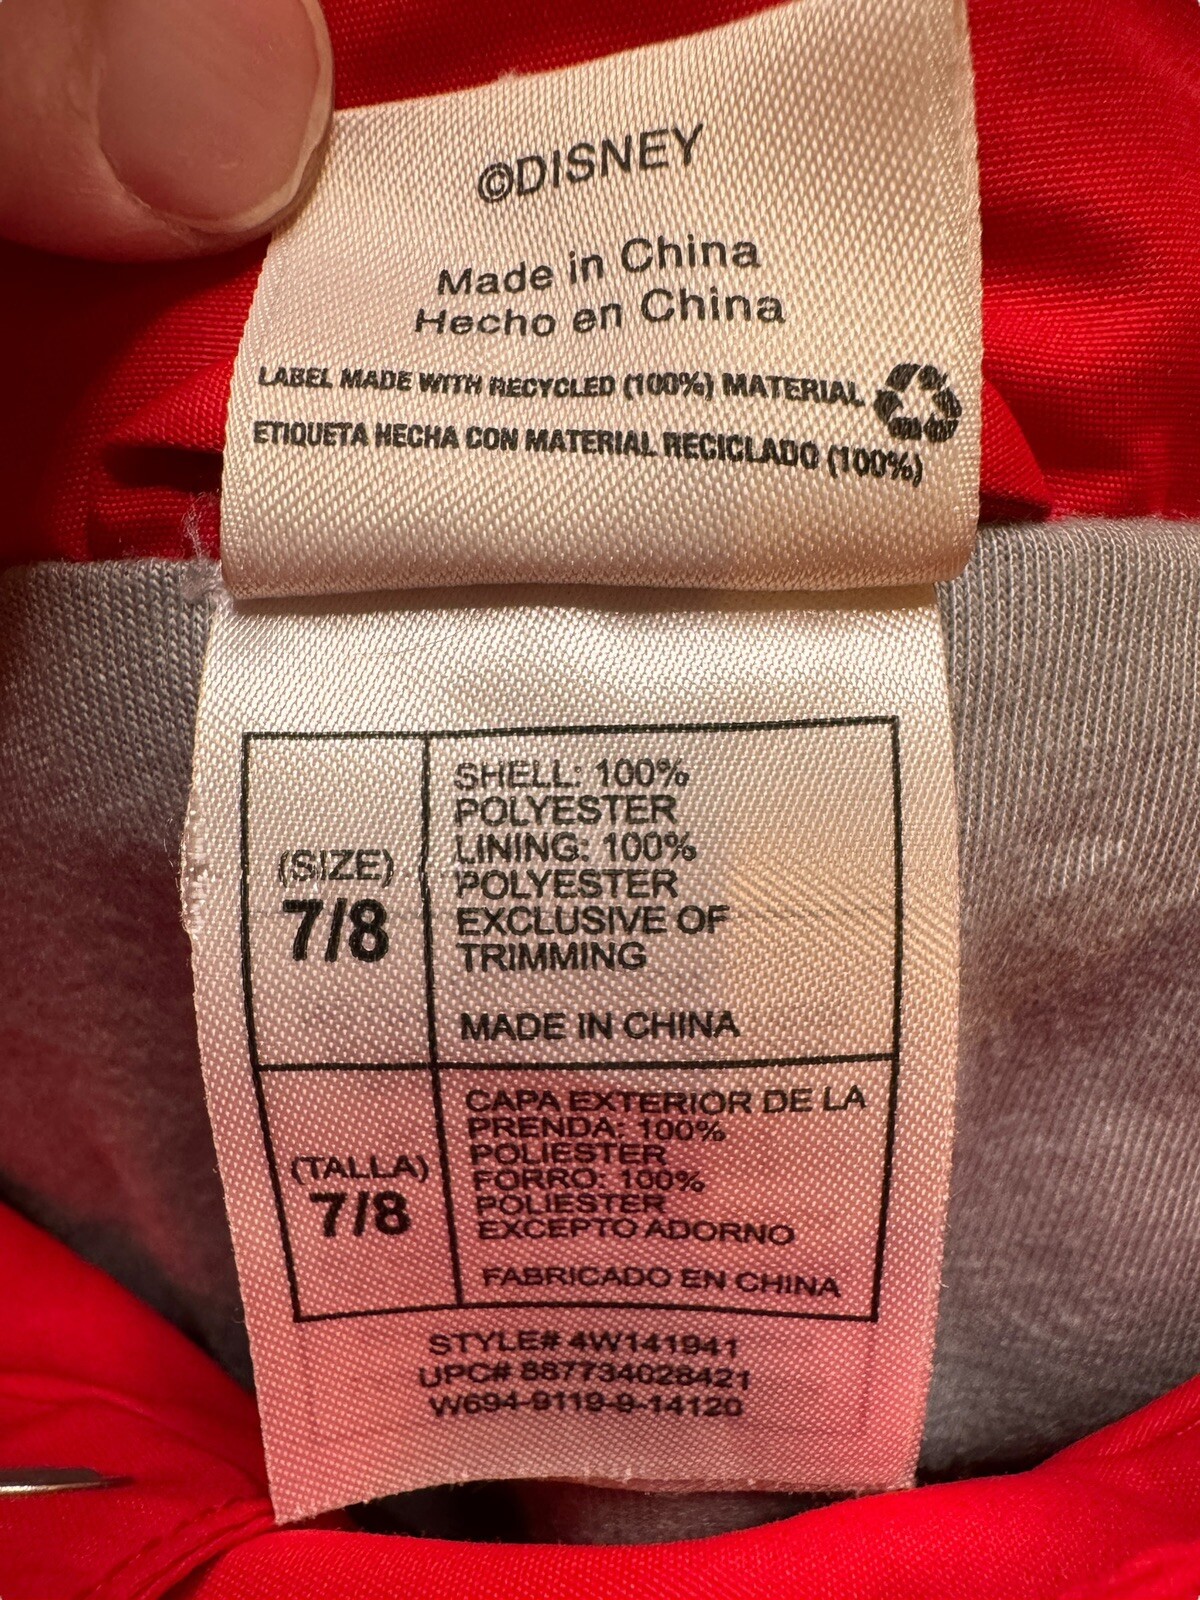 ©DISNEY
Made in China
Hecho en China
LABEL MADE WITH RECYCLED (100%) MATERIAL
ETIQUETA HECHA CON MATERIAL RECICLADO (100%)
(SIZE)
7/8
SHELL: 100%
POLYESTER
LINING: 100%
POLYESTER
EXCLUSIVE OF
TRIMMING
MADE IN CHINA
(TALLA)
7/8
CAPA EXTERIOR DE LA
PRENDA: 100%
POLIESTER
FORRO: 100%
POLIESTER
EXCEPTO ADORNO
FABRICADO EN CHINA
STYLE# 4W141941
UPC# 887734028421
W694-9119-9-14120